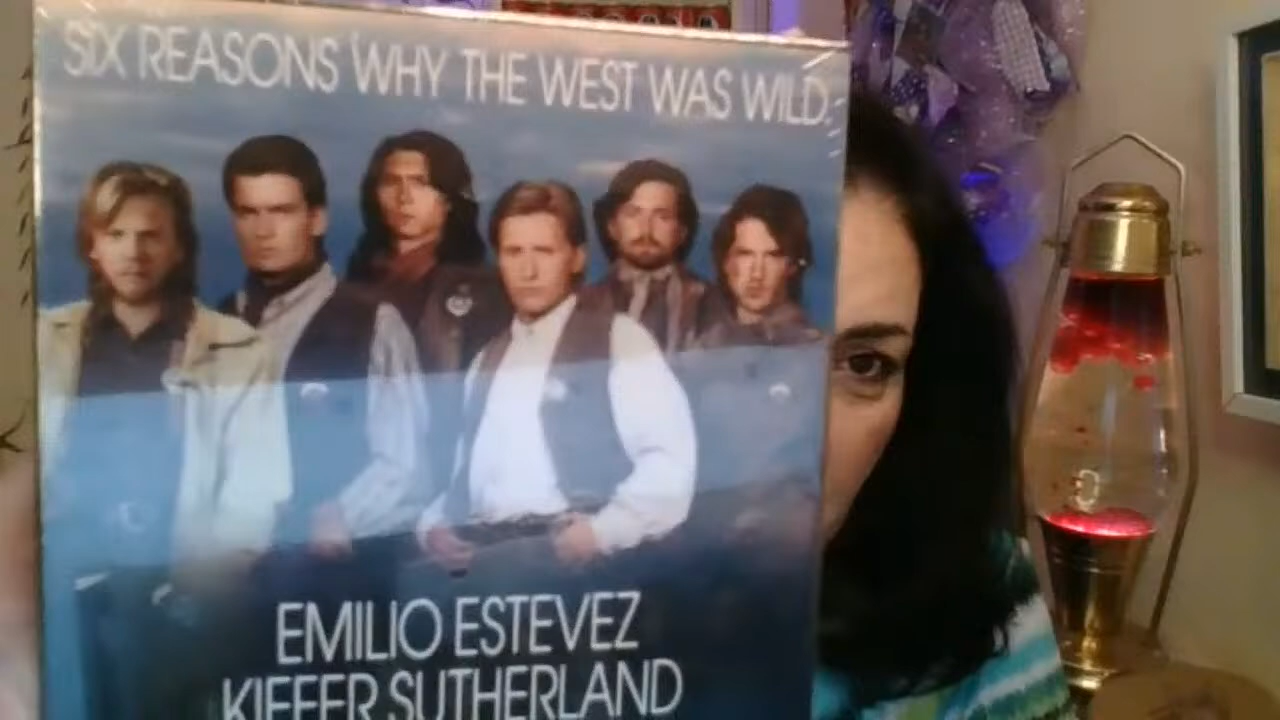 SIX REASONS WHY THE WEST WAS WILD.
EMILIO ESTEVEZ
KIEFER SUTHERLAND